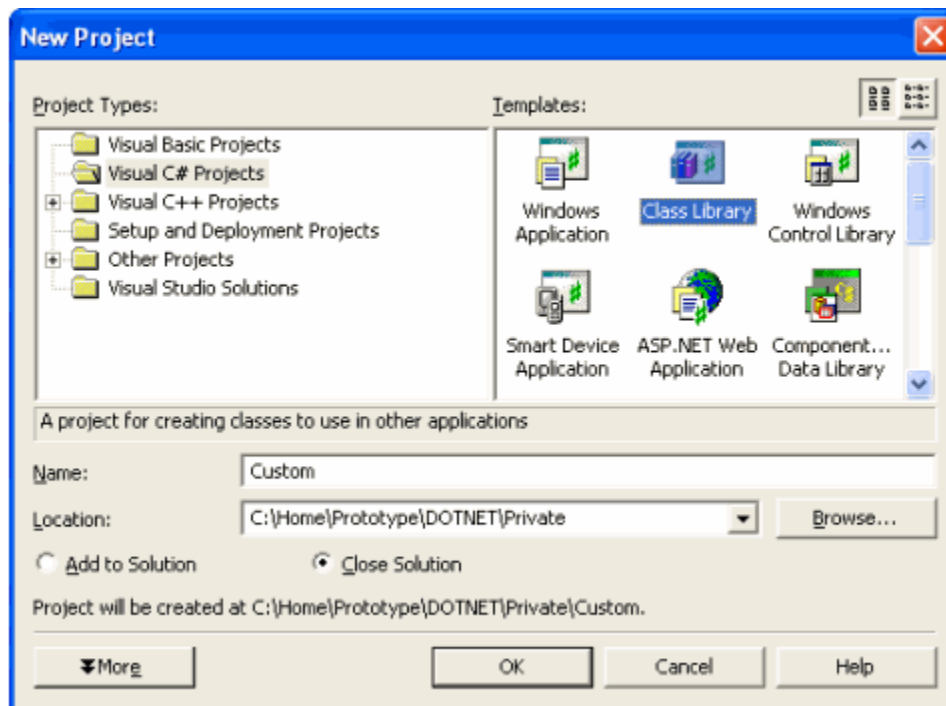 New Project
Project Types:
Templates:
Visual Basic Projects
Visual C# Projects
Visual C++ Projects
Setup and Deployment Projects
Other Projects
Visual Studio Solutions
Windows
Application
Class Library
Windows
Control Library
Smart Device
Application
ASP.NET Web
Application
Component...
Data Library
A project for creating classes to use in other applications
Name:
Custom
Location:
C:\Home\Prototype\DOTNET\Private
Browse...
Add to Solution
Close Solution
Project will be created at C:\Home\Prototype\DOTNET\Private\Custom.
More
OK
Cancel
Help